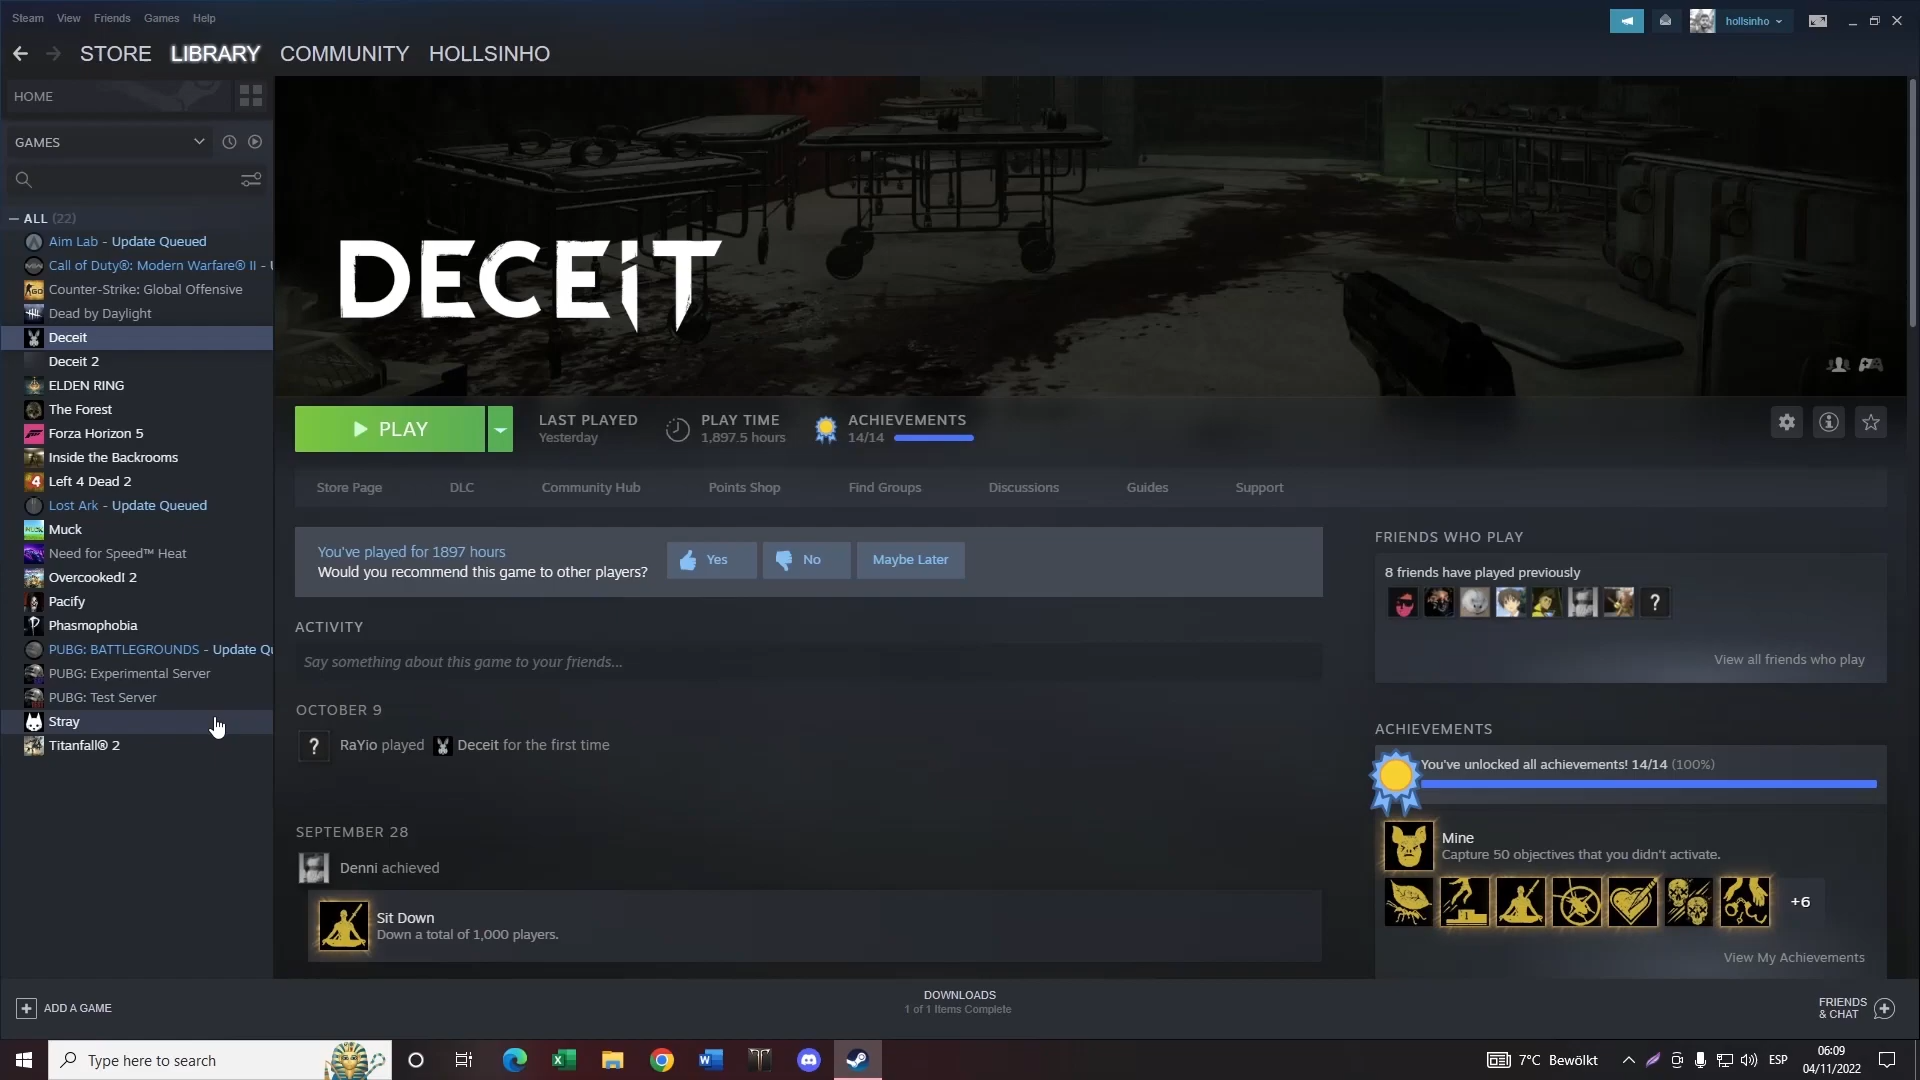 Steam View Friends Games Help
hollsinho
STORE LIBRARY COMMUNITY HOLLSINHO
HOME
GAMES
ALL (22)
Aim Lab - Update Queued
Call of Duty®: Modern Warfare® II - U
Counter-Strike: Global Offensive
Dead by Daylight
Deceit
Deceit 2
ELDEN RING
The Forest
Forza Horizon 5
Inside the Backrooms
Left 4 Dead 2
Lost Ark - Update Queued
Muck
Need for Speed™ Heat
Overcooked! 2
Pacify
Phasmophobia
PUBG: BATTLEGROUNDS - Update Qu
PUBG: Experimental Server
PUBG: Test Server
Stray
Titanfall® 2
DECEIT
PLAY
LAST PLAYED
Yesterday
PLAY TIME
1,897.5 hours
ACHIEVEMENTS
14/14
Store Page DLC Community Hub Points Shop Find Groups Discussions Guides Support
You've played for 1897 hours
Would you recommend this game to other players?
Yes No Maybe Later
ACTIVITY
Say something about this game to your friends...
OCTOBER 9
? RaYio played Deceit for the first time
SEPTEMBER 28
Denni achieved
Sit Down
Down a total of 1,000 players.
FRIENDS WHO PLAY
8 friends have played previously
?
View all friends who play
ACHIEVEMENTS
You've unlocked all achievements! 14/14 (100%)
Mine
Capture 50 objectives that you didn't activate.
+6
View My Achievements
ADD A GAME
DOWNLOADS
1 of 1 Items Complete
FRIENDS
& CHAT
Type here to search
7°C Bewölkt
ESP
06:09
04/11/2022